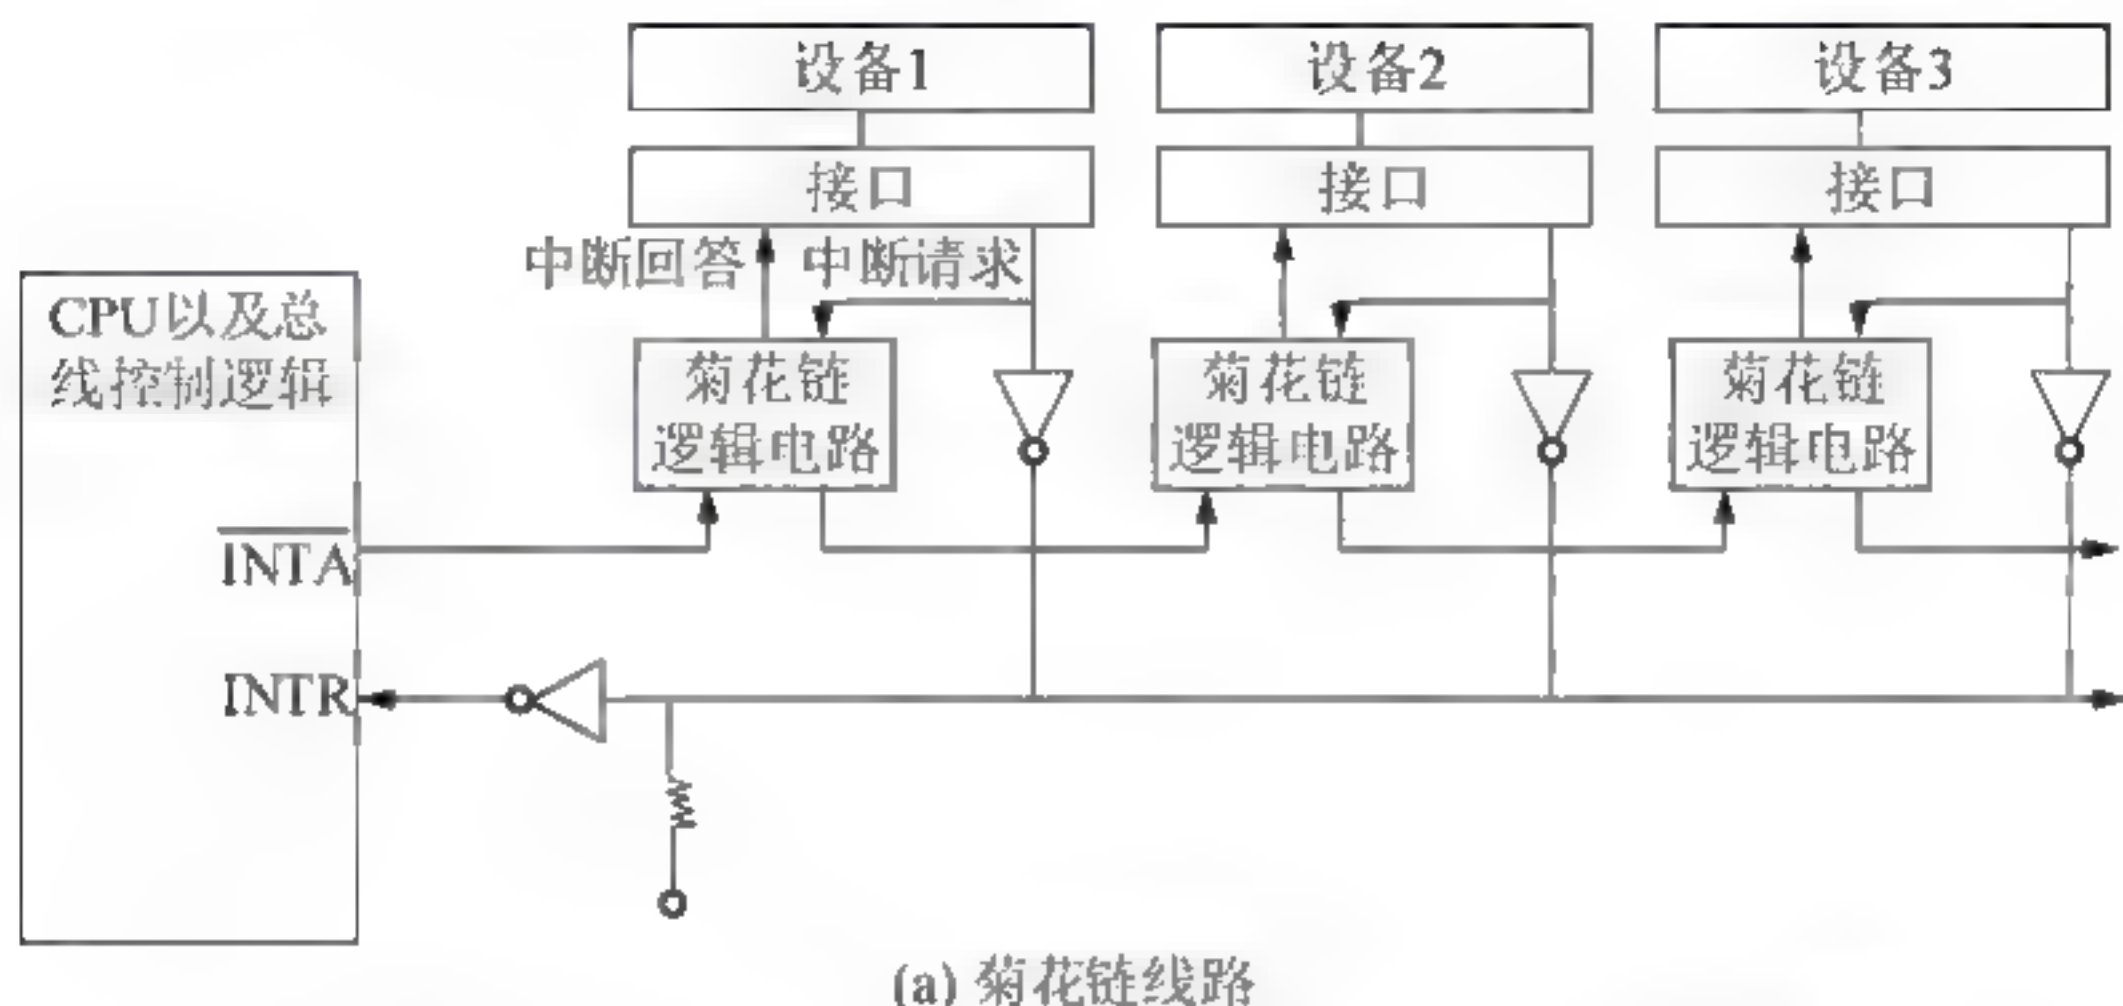 设备1
设备2
设备3
接口
接口
接口
中断回答
中断请求
CPU以及总
线控制逻辑
菊花链
逻辑电路
菊花链
逻辑电路
菊花链
逻辑电路
INTA
INTR
(a) 菊花链线路